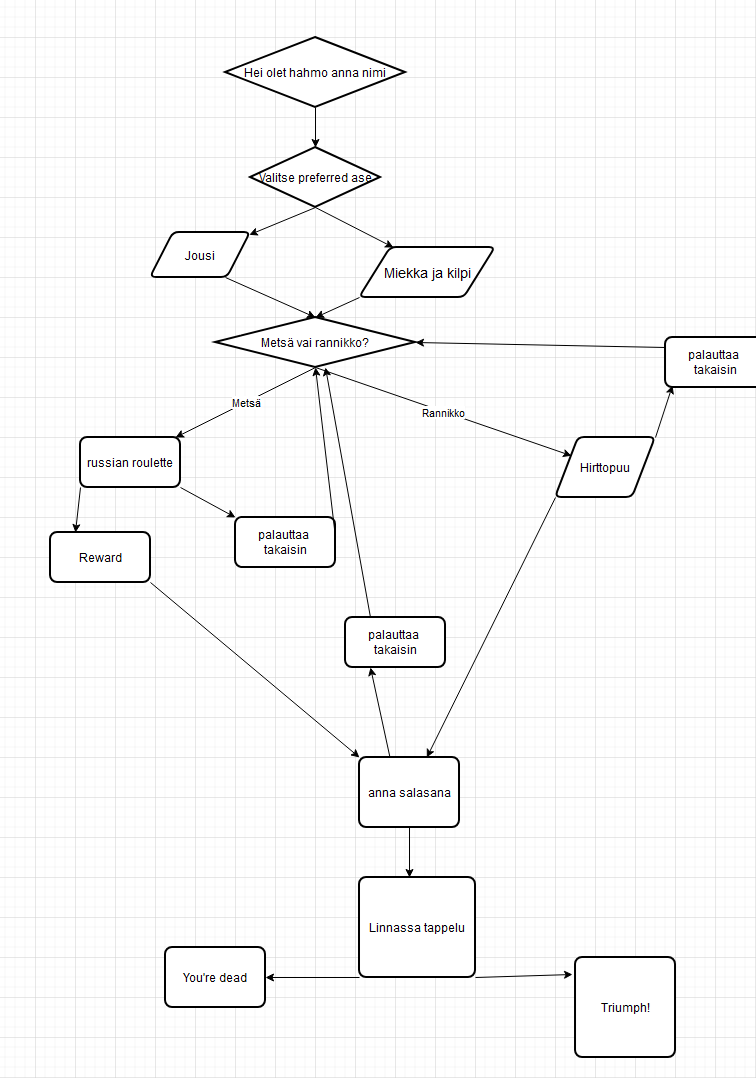 Hei olet hahmo anna nimi
Valitse preferred ase
Jousi
Miekka ja kilpi
Metsä vai rannikko?
palauttaa
takaisin
Metsä
Rannikko
russian roulette
Hirttopuu
palauttaa
takaisin
Reward
palauttaa
takaisin
anna salasana
Linnassa tappelu
You're dead
Triumph!